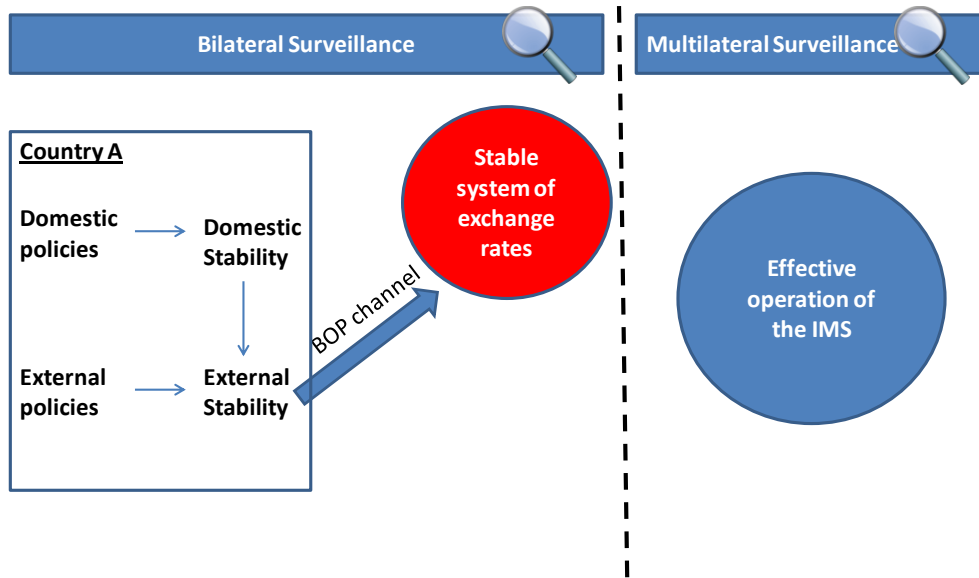 Bilateral Surveillance
Multilateral Surveillance
Country A
Domestic
policies
Domestic
Stability
External
policies
External
Stability
BOP channel
Stable
system of
exchange
rates
Effective
operation of
the IMS